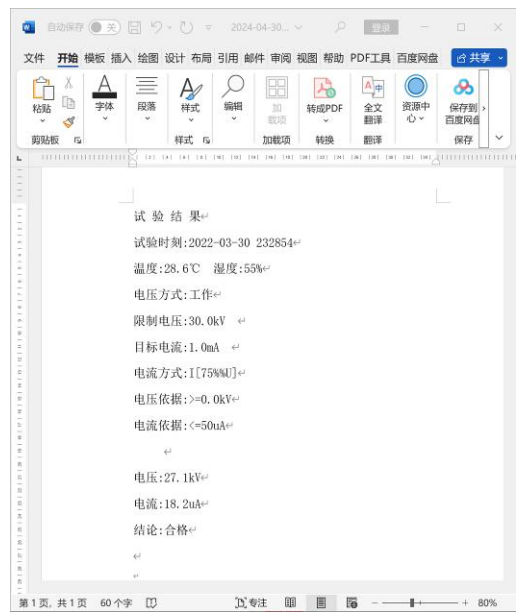 自动保存 关 2024-04-30... 登录
文件 开始 模板 插入 绘图 设计 布局 引用 邮件 审阅 视图 帮助 PDF工具 百度网盘 共享
粘贴 字体 段落 样式 编辑 加载项 转成PDF 全文翻译 资源中心 保存到百度网盘
剪贴板 样式 加载项 转换 翻译 保存
试 验 结 果
试验时刻:2022-03-30 232854
温度:28.6℃ 湿度:55%
电压方式:工作
限制电压:30.0kV
目标电流:1.0mA
电流方式:I[75%%U]
电压依据:>=0.0kV
电流依据:<=50uA
电压:27.1kV
电流:18.2uA
结论:合格
第1页, 共1页 60个字 专注 80%